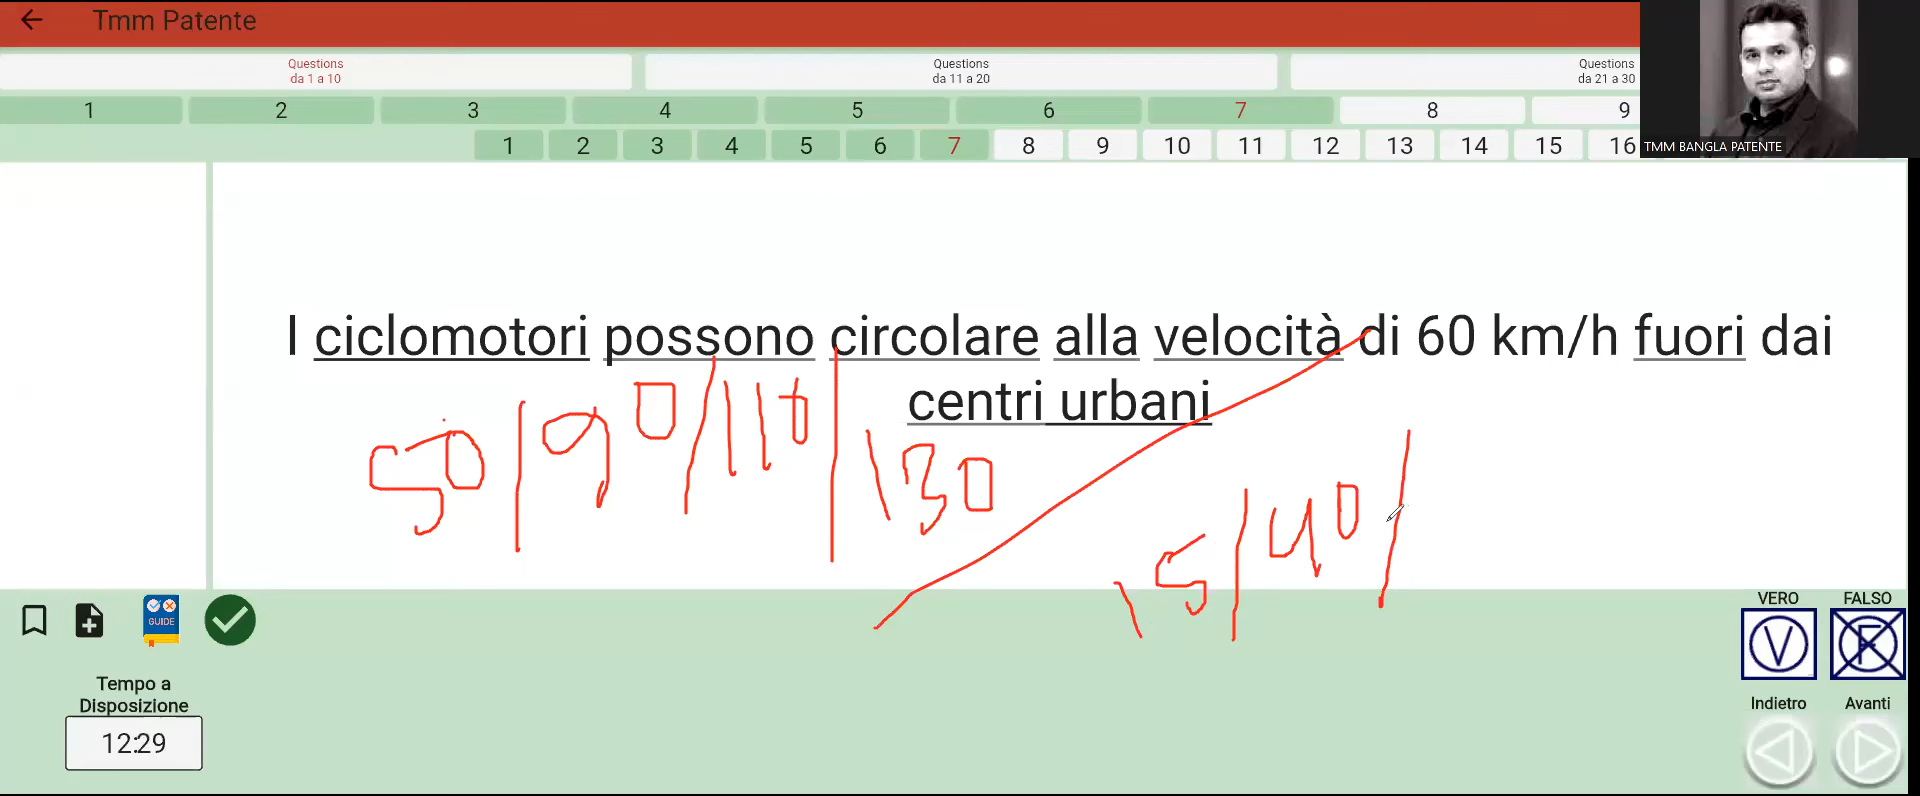 Tmm Patente
Questions
da 1 a 10
Questions
da 11 a 20
Questions
da 21 a 30
1 2 3 4 5 6 7 8 9
1 2 3 4 5 6 7 8 9 10 11 12 13 14 15 16
TMM BANGLA PATENTE
I ciclomotori possono circolare alla velocità di 60 km/h fuori dai
centri urbani
50 | 90 / 110 | 130
15 / 40 /
GUIDE
VERO FALSO
V F
Tempo a
Disposizione
12:29
Indietro Avanti